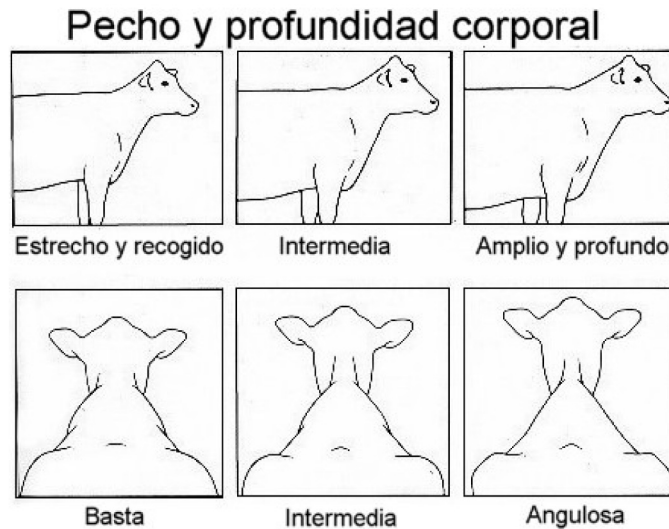 Pecho y profundidad corporal
Estrecho y recogido
Intermedia
Amplio y profundo
Basta
Intermedia
Angulosa